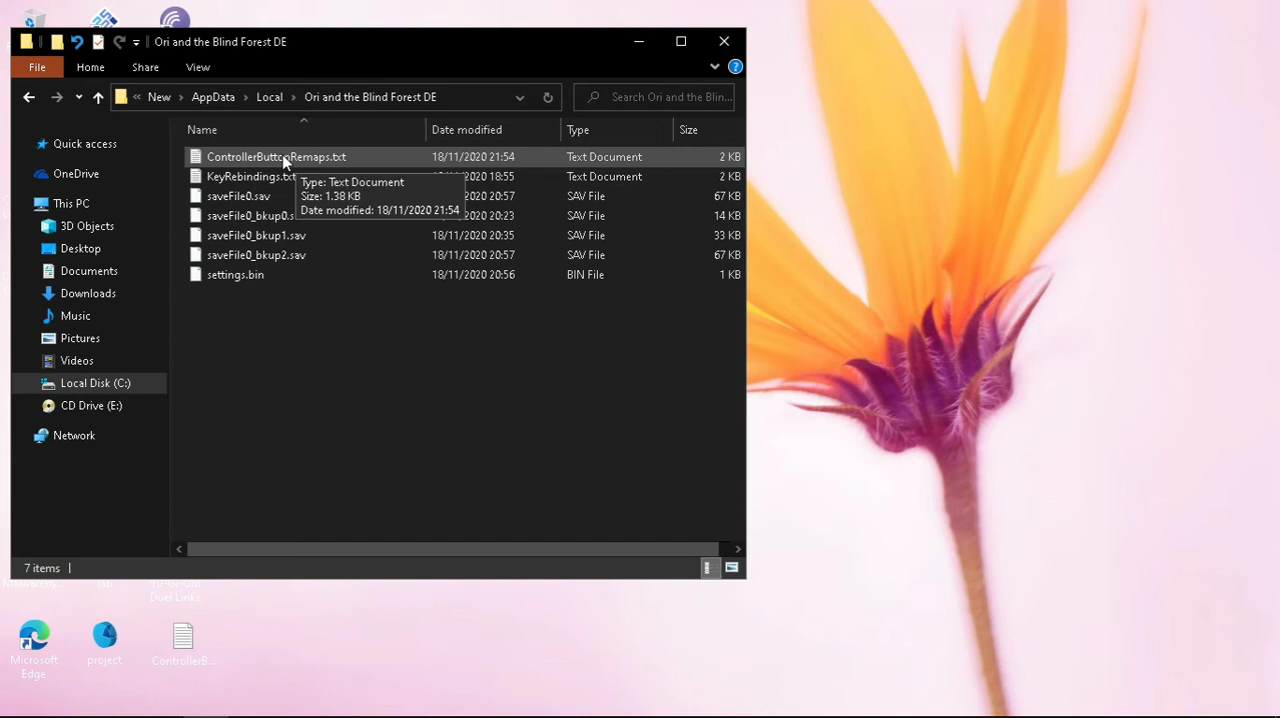 Ori and the Blind Forest DE
File
Home
Share
View
New
AppData
Local
Ori and the Blind Forest DE
Search Ori and the Blin...
Name
Date modified
Type
Size
ControllerButtonRemaps.txt 18/11/2020 21:54 Text Document 2 KB
KeyRebindings.txt 18:55 Text Document 2 KB
saveFile0.sav 20:57 SAV File 67 KB
saveFile0_bkup0.s 20:23 SAV File 14 KB
saveFile0_bkup1.sav 18/11/2020 20:35 SAV File 33 KB
saveFile0_bkup2.sav 18/11/2020 20:57 SAV File 67 KB
settings.bin 18/11/2020 20:56 BIN File 1 KB
Type: Text Document
Size: 1.38 KB
Date modified: 18/11/2020 21:54
Quick access
OneDrive
This PC
3D Objects
Desktop
Documents
Downloads
Music
Pictures
Videos
Local Disk (C:)
CD Drive (E:)
Network
7 items
Duel Links
Microsoft
Edge
project
ControllerB...